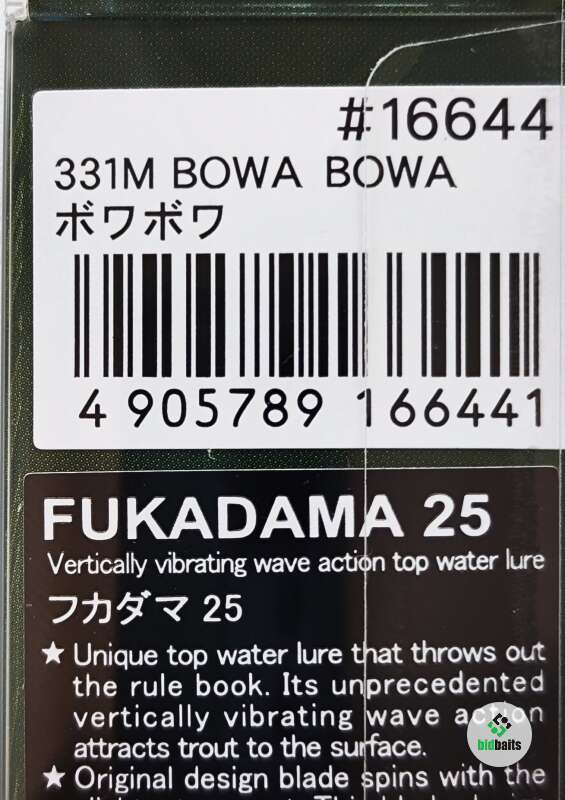 #16644
331M BOWA BOWA
ボワボワ
4 905789 166441
FUKADAMA 25
Vertically vibrating wave action top water lure
フカダマ 25
★ Unique top water lure that throws out
the rule book. Its unprecedented
vertically vibrating wave action
attracts trout to the surface.
bidbaits
★ Original design blade spins with the